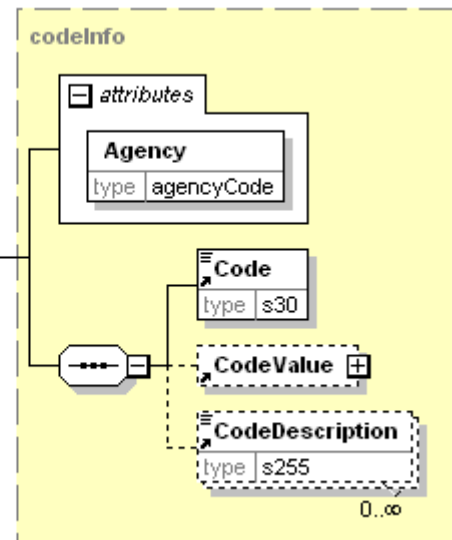 codeInfo
attributes
Agency
type agencyCode
Code
type s30
CodeValue
CodeDescription
type s255
0..∞